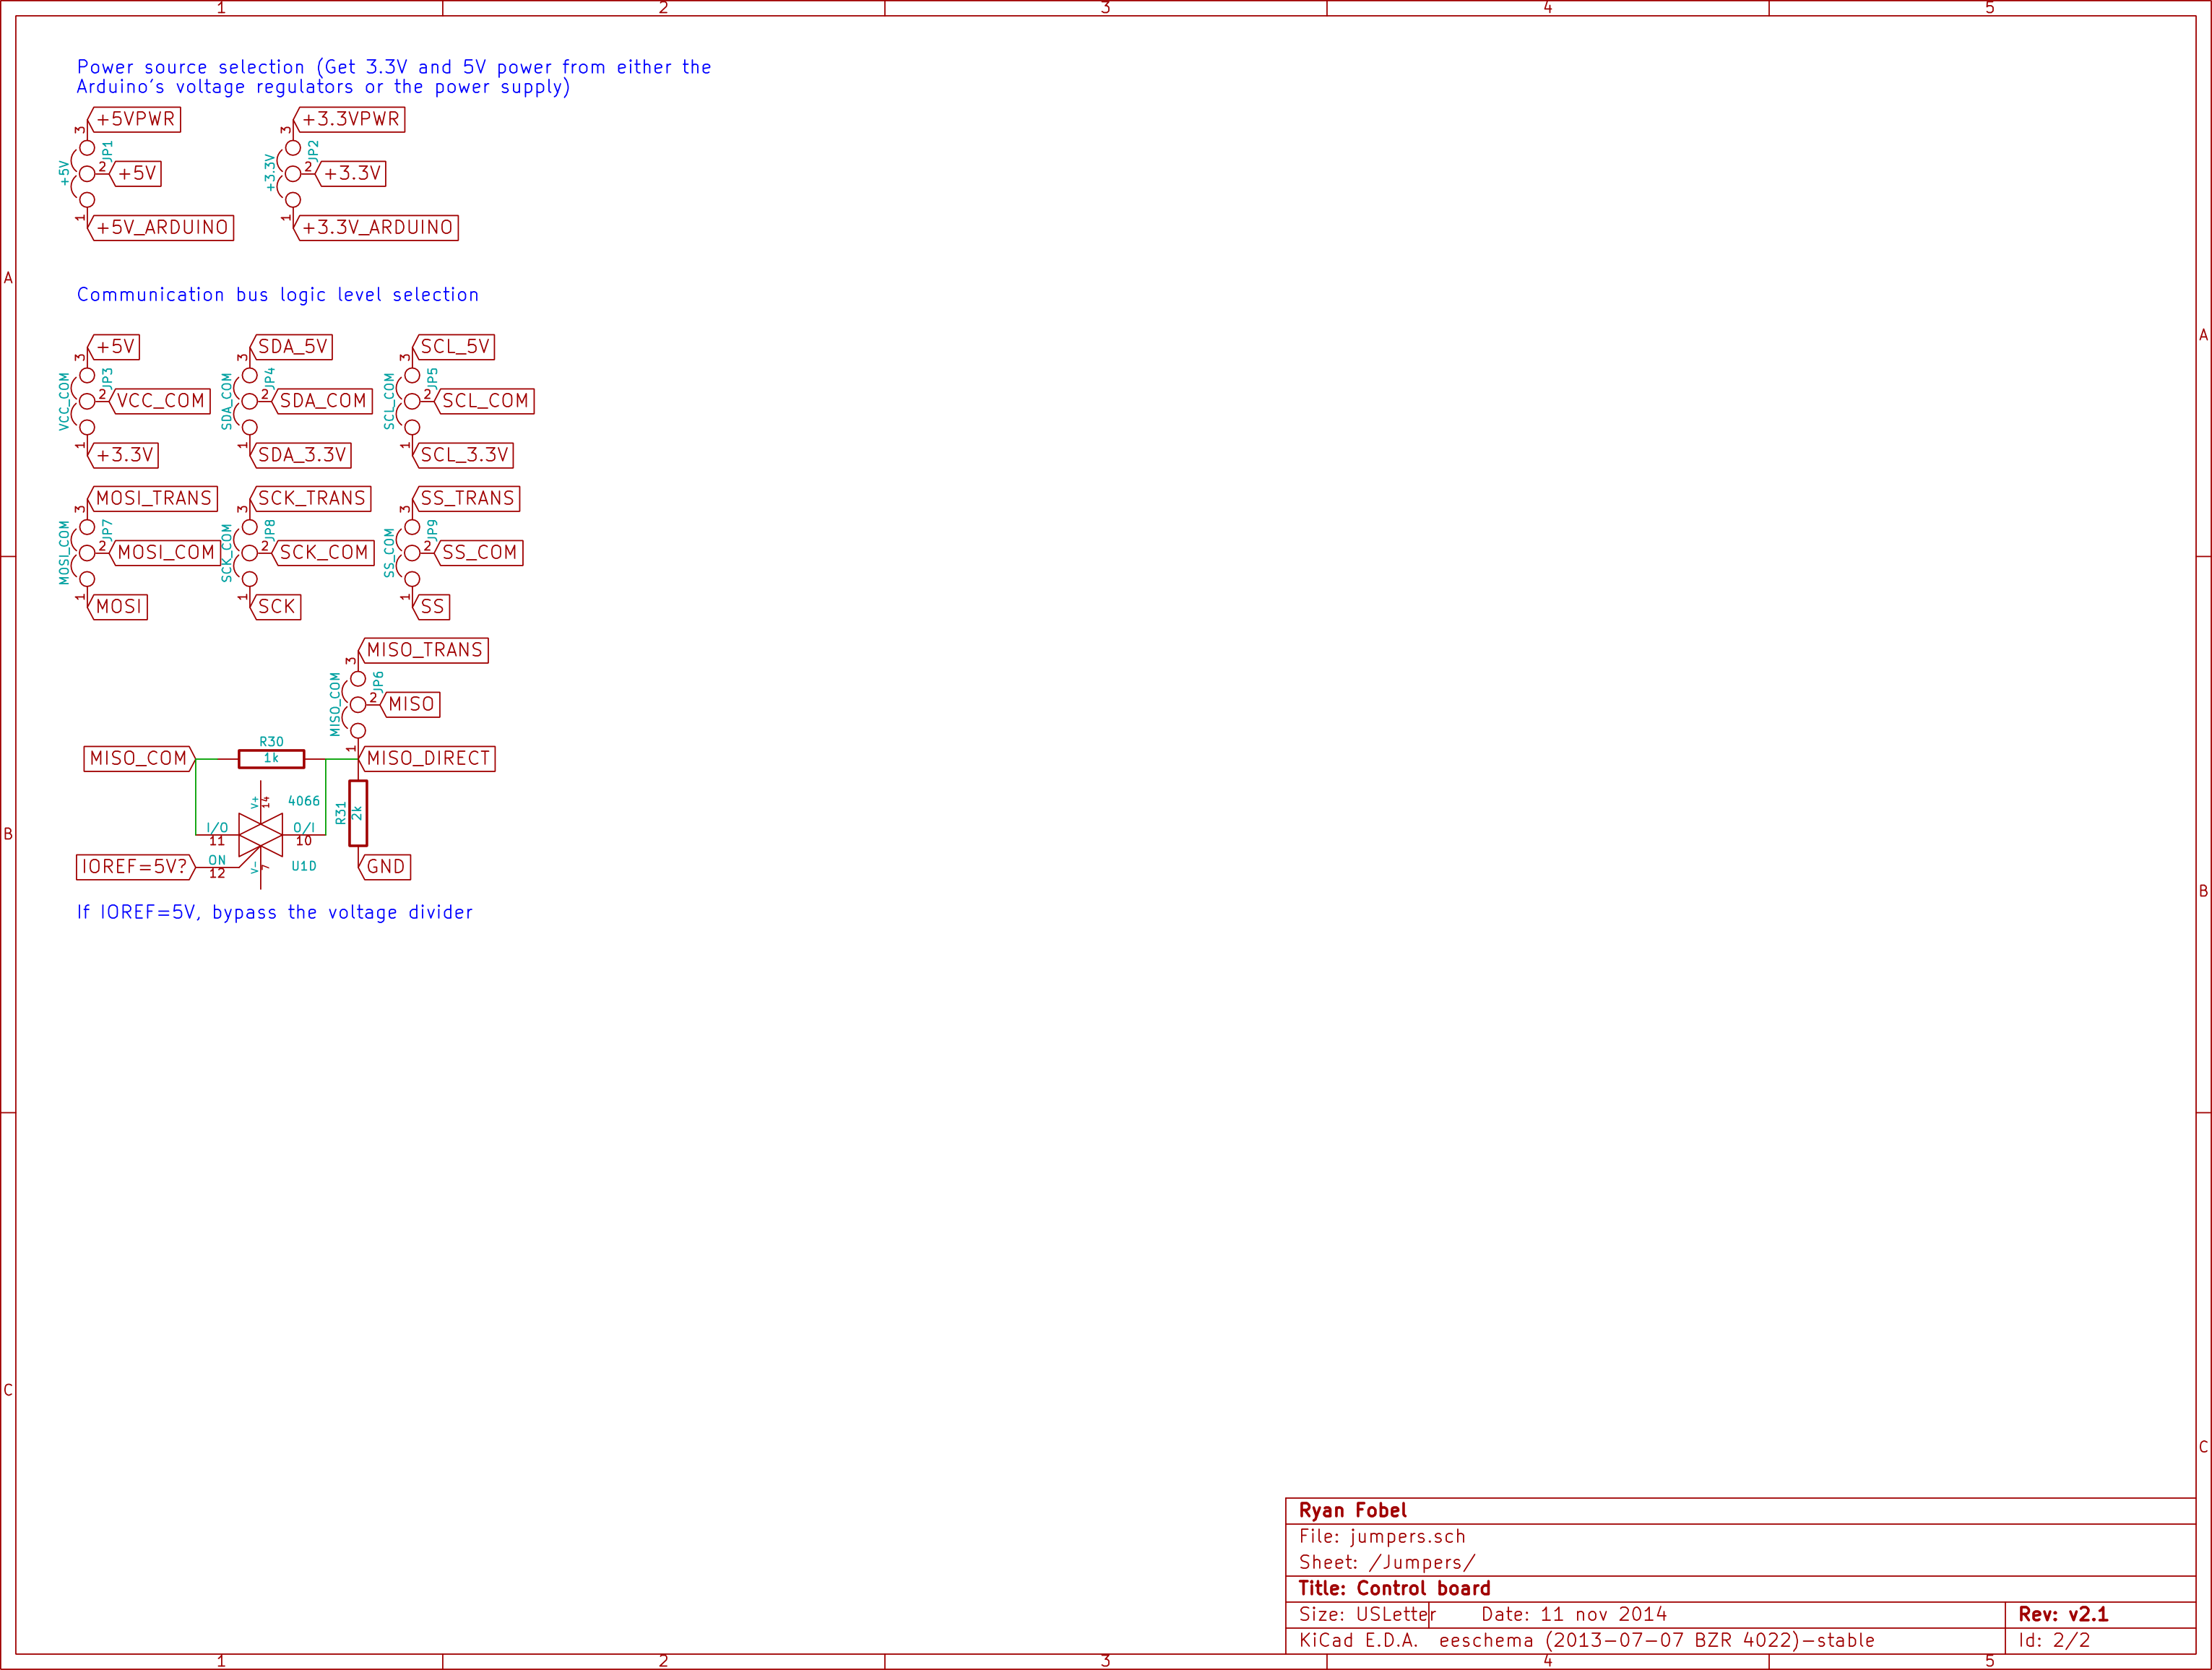 1 2 3 4 5
Power source selection (Get 3.3V and 5V power from either the
Arduino's voltage regulators or the power supply)
+5VPWR
3
JP1
+5V
2
+5V
1
+5V_ARDUINO
+3.3VPWR
3
JP2
+3.3V
2
+3.3V
1
+3.3V_ARDUINO
A
A
Communication bus logic level selection
+5V
3
JP3
VCC_COM
2
VCC_COM
1
+3.3V
SDA_5V
3
JP4
SDA_COM
2
SDA_COM
1
SDA_3.3V
SCL_5V
3
JP5
SCL_COM
2
SCL_COM
1
SCL_3.3V
MOSI_TRANS
3
JP7
MOSI_COM
2
MOSI_COM
1
MOSI
SCK_TRANS
3
JP8
SCK_COM
2
SCK_COM
1
SCK
SS_TRANS
3
JP9
SS_COM
2
SS_COM
1
SS
MISO_TRANS
3
JP6
MISO_COM
2
MISO
1
MISO_DIRECT
MISO_COM
R30
1k
R31
2k
GND
V+
14
4066
I/O
11
O/I
10
ON
12
V-
7
U1D
IOREF=5V?
B
B
If IOREF=5V, bypass the voltage divider
C
C
Ryan Fobel
File: jumpers.sch
Sheet: /Jumpers/
Title: Control board
Size: USLetter Date: 11 nov 2014 Rev: v2.1
KiCad E.D.A. eeschema (2013-07-07 BZR 4022)-stable Id: 2/2
1 2 3 4 5